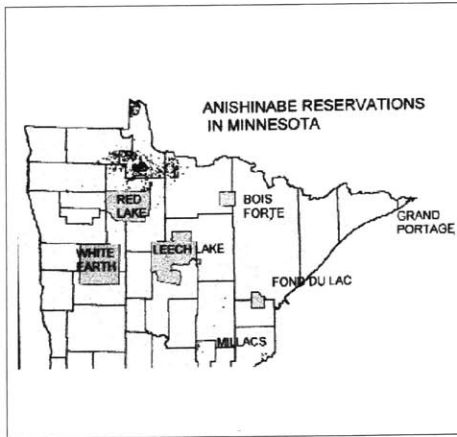 ANISHINABE RESERVATIONS
IN MINNESOTA
RED
LAKE
BOIS
FORTE
GRAND
PORTAGE
WHITE
EARTH
LEECH LAKE
FOND DU LAC
MILLACS